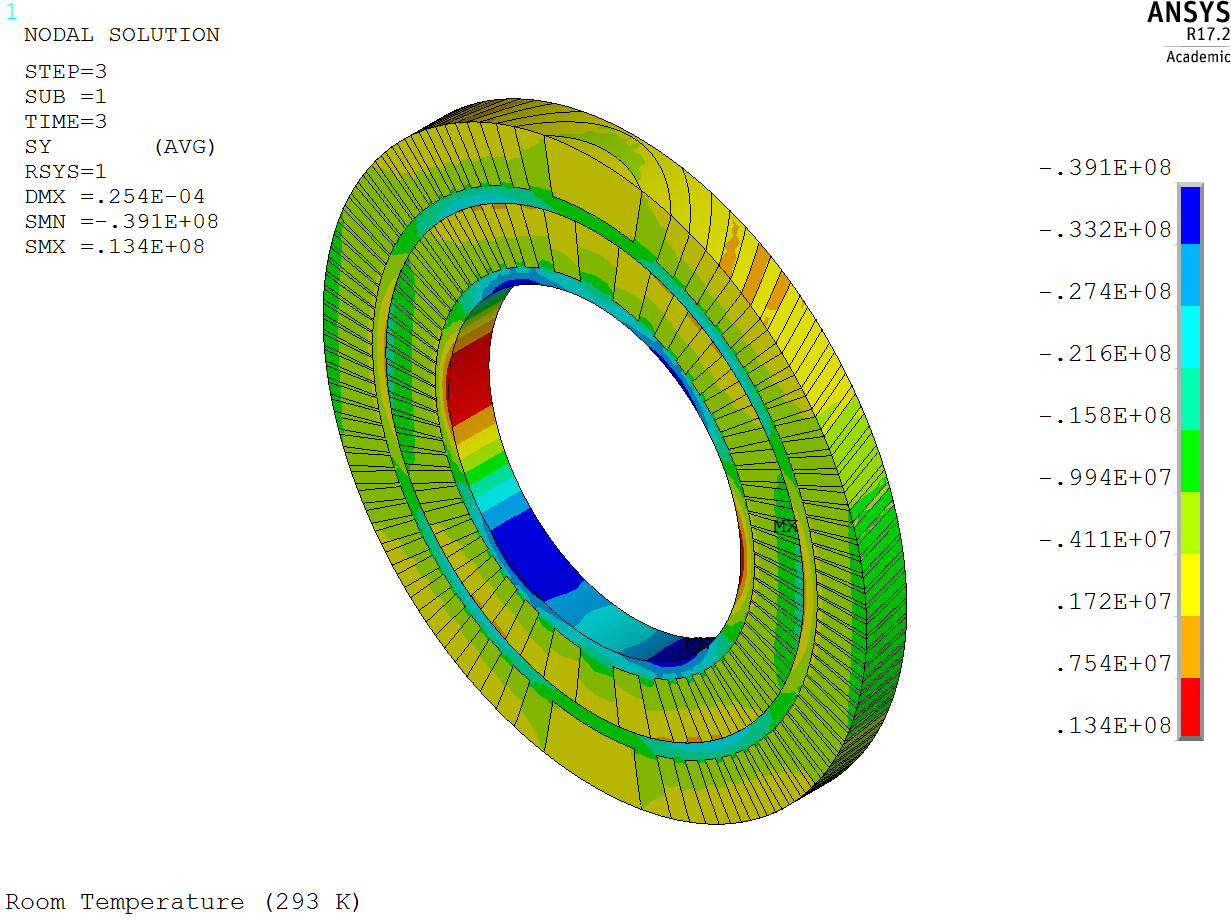 1
NODAL SOLUTION
STEP=3
SUB =1
TIME=3
SY (AVG)
RSYS=1
DMX =.254E-04
SMN =-.391E+08
SMX =.134E+08
ANSYS
R17.2
Academic
-.391E+08
-.332E+08
-.274E+08
-.216E+08
-.158E+08
-.994E+07
-.411E+07
.172E+07
.754E+07
.134E+08
MX
MN
Room Temperature (293 K)